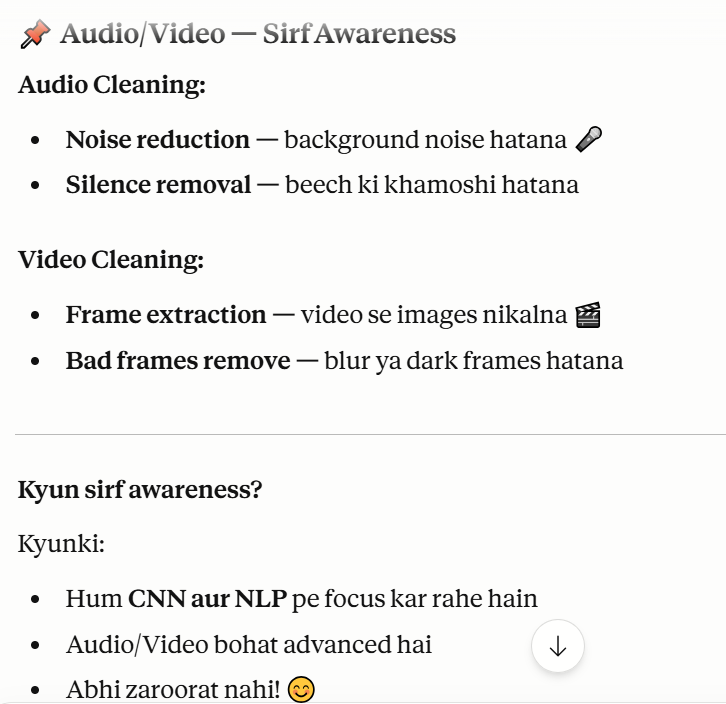 📌 Audio/Video — Sirf Awareness
Audio Cleaning:
• Noise reduction — background noise hatana 🎤
• Silence removal — beech ki khamoshi hatana
Video Cleaning:
• Frame extraction — video se images nikalna 🎬
• Bad frames remove — blur ya dark frames hatana
Kyun sirf awareness?
Kyunki:
• Hum CNN aur NLP pe focus kar rahe hain
• Audio/Video bohat advanced hai
• Abhi zaroorat nahi! 😊